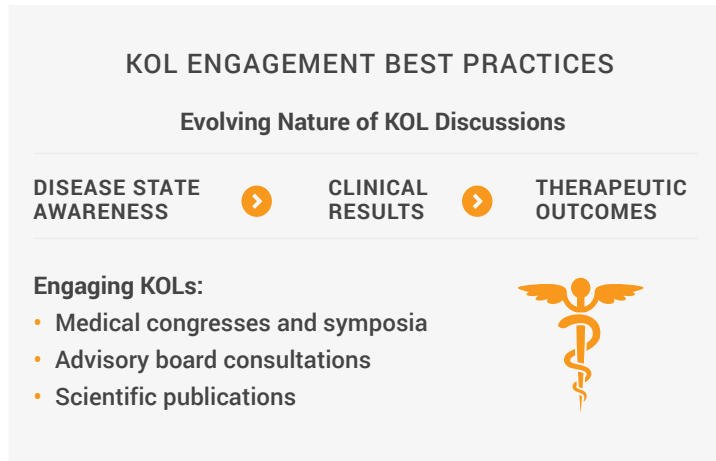 KOL ENGAGEMENT BEST PRACTICES
Evolving Nature of KOL Discussions
DISEASE STATE
AWARENESS
CLINICAL
RESULTS
THERAPEUTIC
OUTCOMES
Engaging KOLs:
• Medical congresses and symposia
• Advisory board consultations
• Scientific publications